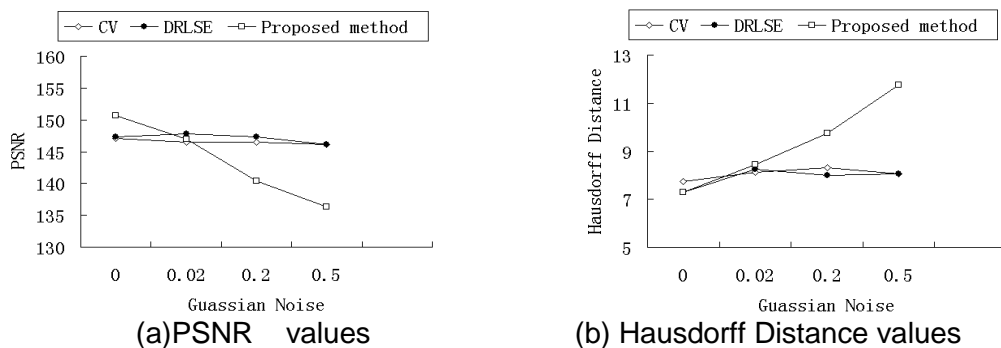 CV DRLSE Proposed method
160
155
150
145
140
135
130
PSNR
0 0.02 0.2 0.5
Guassian Noise
(a)PSNR values
CV DRLSE Proposed method
13
11
9
7
5
Hausdorff Distance
0 0.02 0.2 0.5
Guassian Noise
(b) Hausdorff Distance values